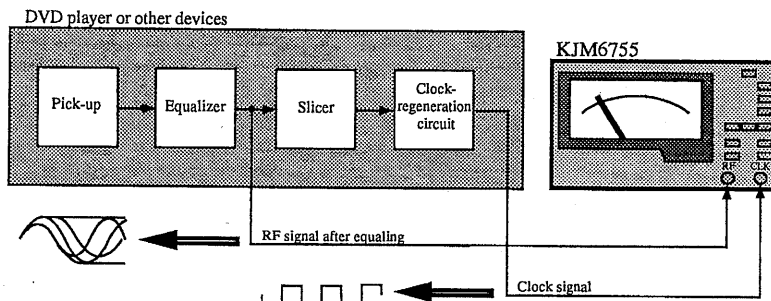 DVD player or other devices
KJM6755
Pick-up
Equalizer
Slicer
Clock-
regeneration
circuit
RF
CLK
RF signal after equaling
Clock signal